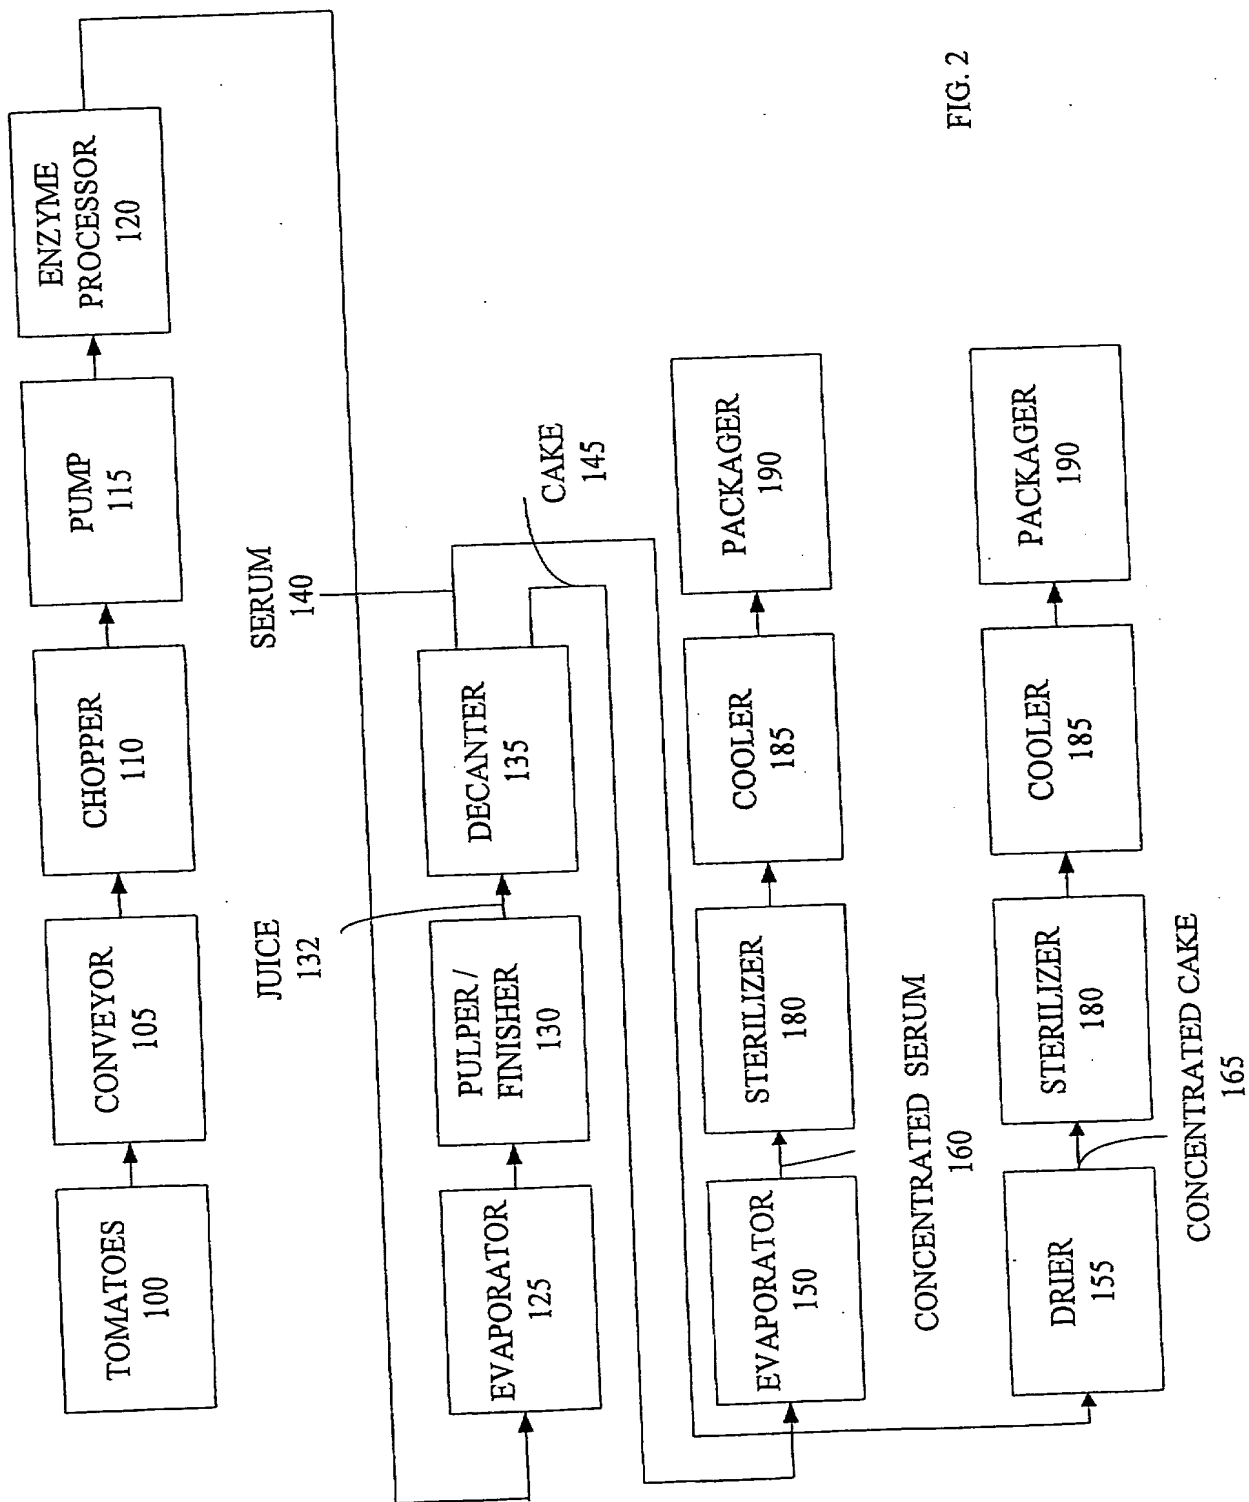 TOMATOES
100
CONVEYOR
105
CHOPPER
110
PUMP
115
ENZYME
PROCESSOR
120
JUICE
132
SERUM
140
EVAPORATOR
125
PULPER /
FINISHER
130
DECANTER
135
CAKE
145
EVAPORATOR
150
STERILIZER
180
COOLER
185
PACKAGER
190
CONCENTRATED SERUM
160
DRIER
155
STERILIZER
180
COOLER
185
PACKAGER
190
CONCENTRATED CAKE
165
FIG. 2